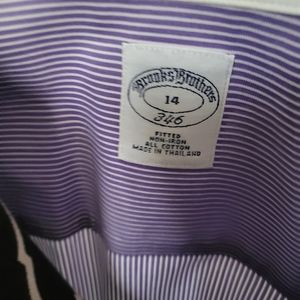 Brooks Brothers
14
346
FITTED
NON-IRON
ALL COTTON
MADE IN THAILAND